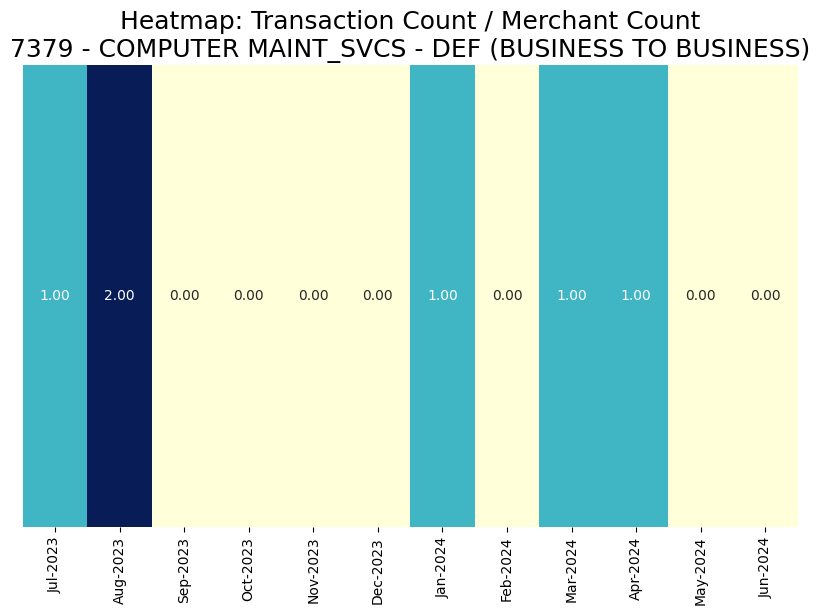 Heatmap: Transaction Count / Merchant Count
7379 - COMPUTER MAINT_SVCS - DEF (BUSINESS TO BUSINESS)
1.00 2.00 0.00 0.00 0.00 0.00 1.00 0.00 1.00 1.00 0.00 0.00
Jul-2023 Aug-2023 Sep-2023 Oct-2023 Nov-2023 Dec-2023 Jan-2024 Feb-2024 Mar-2024 Apr-2024 May-2024 Jun-2024